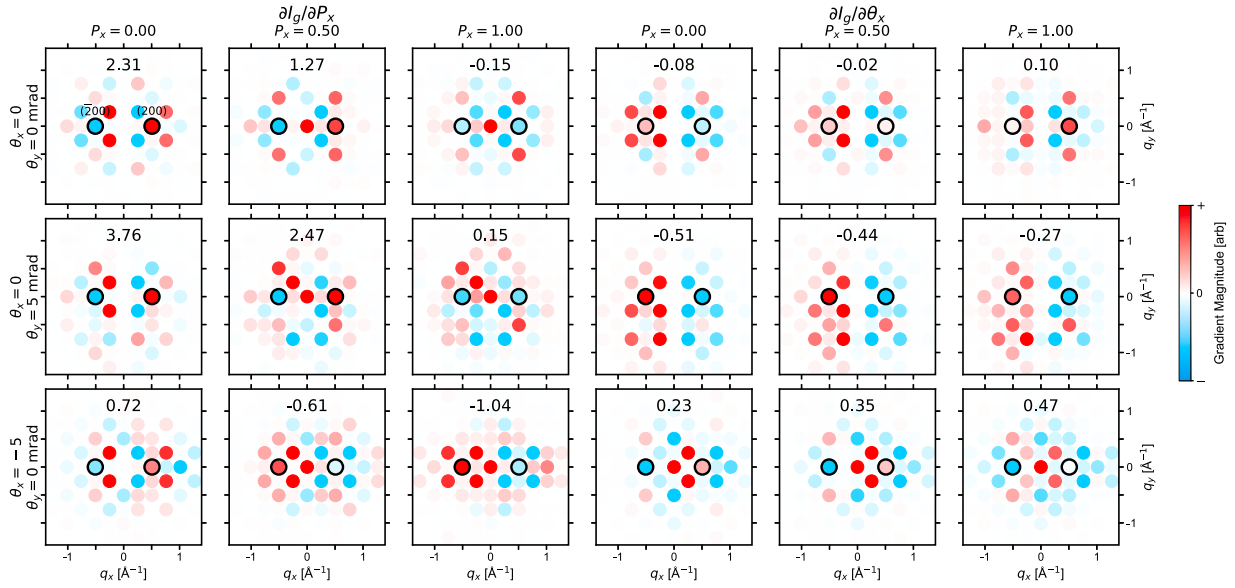 ∂I_g/∂P_x
∂I_g/∂θ_x
P_x = 0.00
P_x = 0.50
P_x = 1.00
P_x = 0.00
P_x = 0.50
P_x = 1.00
θ_x = 0
θ_y = 0 mrad
2.31
(2̅00)
(200)
1.27
-0.15
-0.08
-0.02
0.10
1
0
-1
q_y [Å⁻¹]
θ_x = 0
θ_y = 5 mrad
3.76
2.47
0.15
-0.51
-0.44
-0.27
1
0
-1
q_y [Å⁻¹]
θ_x = −5
θ_y = 0 mrad
0.72
-0.61
-1.04
0.23
0.35
0.47
1
0
-1
q_y [Å⁻¹]
-1 0 1
-1 0 1
-1 0 1
-1 0 1
-1 0 1
-1 0 1
q_x [Å⁻¹]
q_x [Å⁻¹]
q_x [Å⁻¹]
q_x [Å⁻¹]
q_x [Å⁻¹]
q_x [Å⁻¹]
+
0
−
Gradient Magnitude [arb]